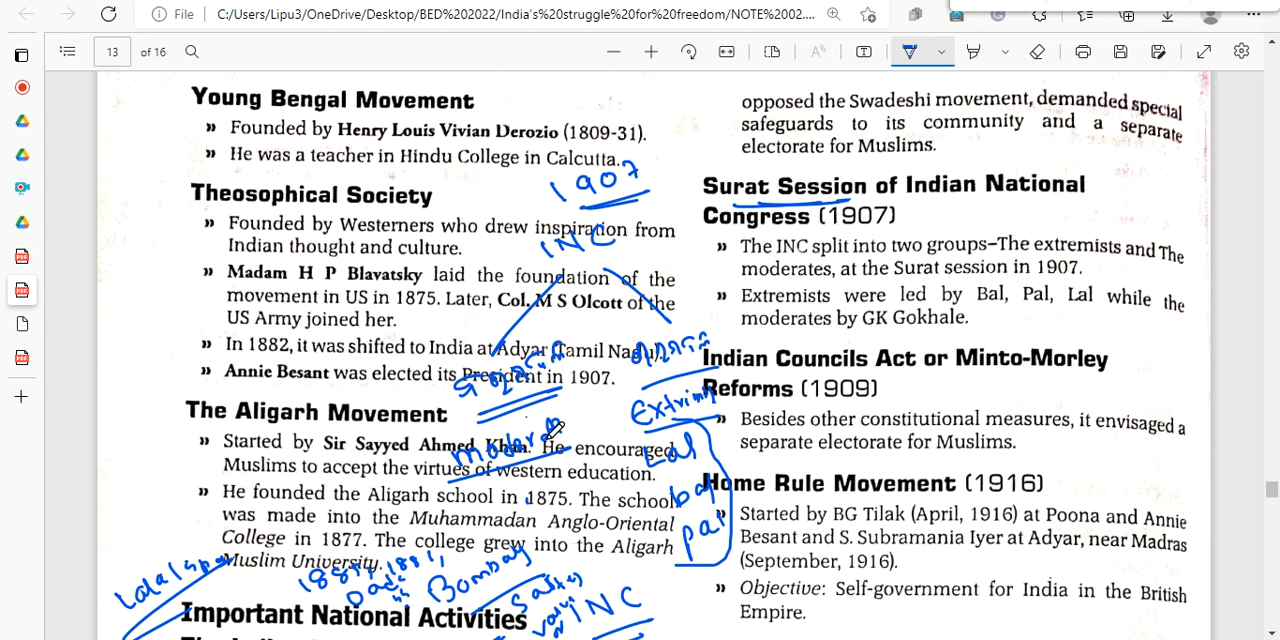 File
C:/Users/Lipu3/OneDrive/Desktop/BED%202022/India's%20struggle%20for%20freedom/NOTE%2002....
13 of 16
Young Bengal Movement
» Founded by Henry Louis Vivian Derozio (1809-31).
» He was a teacher in Hindu College in Calcutta.
Theosophical Society
» Founded by Westerners who drew inspiration from
Indian thought and culture.
» Madam H P Blavatsky laid the foundation of the
movement in US in 1875. Later, Col. M S Olcott of the
US Army joined her.
» In 1882, it was shifted to India at Adyar (Tamil Nadu).
» Annie Besant was elected its President in 1907.
The Aligarh Movement
» Started by Sir Sayyed Ahmed Khan. He encouraged
Muslims to accept the virtues of western education.
» He founded the Aligarh school in 1875. The school
was made into the Muhammadan Anglo-Oriental
College in 1877. The college grew into the Aligarh
Muslim University.
Important National Activities
opposed the Swadeshi movement, demanded special
safeguards to its community and a separate
electorate for Muslims.
Surat Session of Indian National
Congress (1907)
» The INC split into two groups–The extremists and The
moderates, at the Surat session in 1907.
» Extremists were led by Bal, Pal, Lal while the
moderates by GK Gokhale.
Indian Councils Act or Minto-Morley
Reforms (1909)
» Besides other constitutional measures, it envisaged a
separate electorate for Muslims.
Home Rule Movement (1916)
» Started by BG Tilak (April, 1916) at Poona and Annie
Besant and S. Subramania Iyer at Adyar, near Madras
(September, 1916).
» Objective: Self-government for India in the British
Empire.
1907
INC
Lal
bal
pal
Bombay
INC